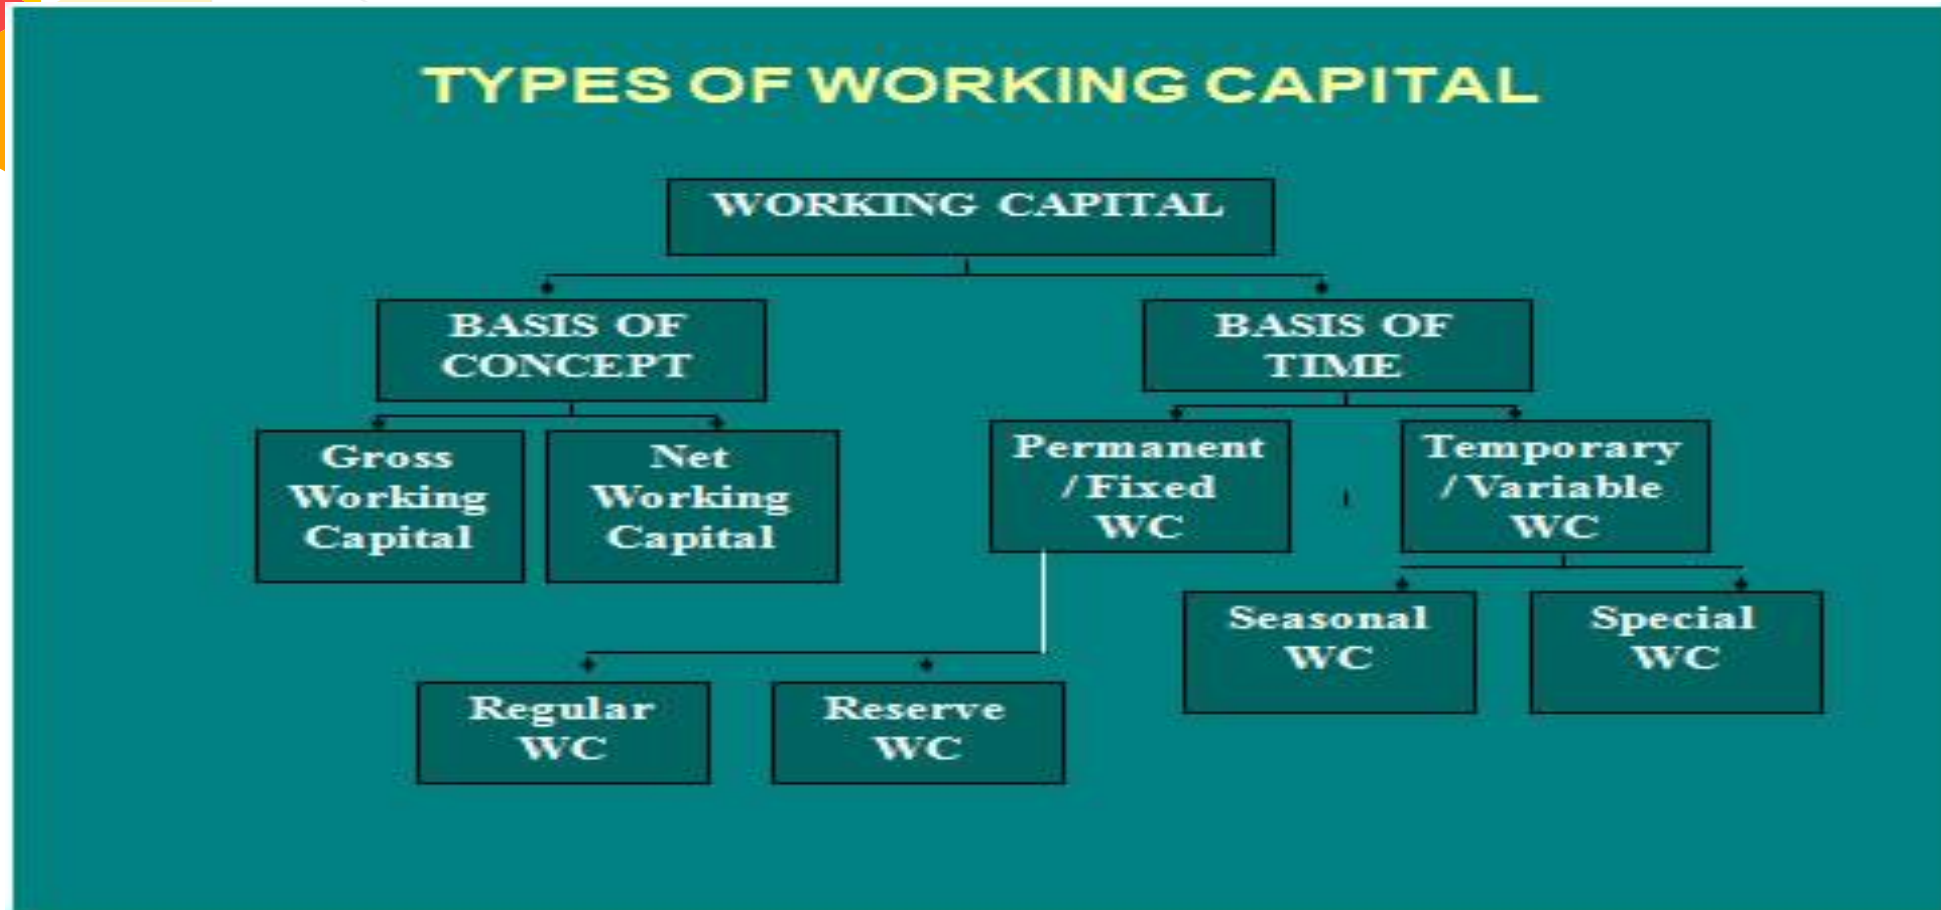 TYPES OF WORKING CAPITAL
WORKING CAPITAL
BASIS OF
CONCEPT
BASIS OF
TIME
Gross
Working
Capital
Net
Working
Capital
Permanent
/ Fixed
WC
Temporary
/ Variable
WC
Regular
WC
Reserve
WC
Seasonal
WC
Special
WC